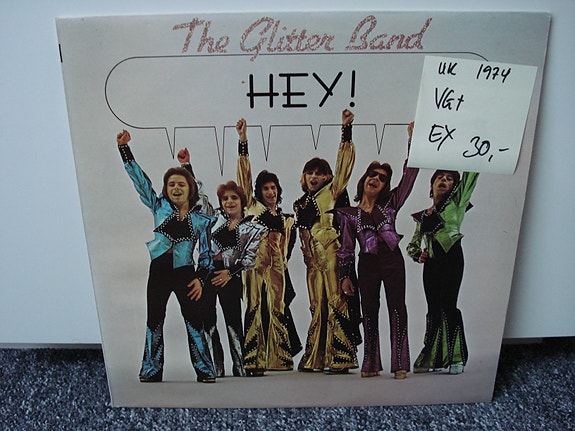 The Glitter Band
HEY!
UK 1974
VG+
EX 30,-